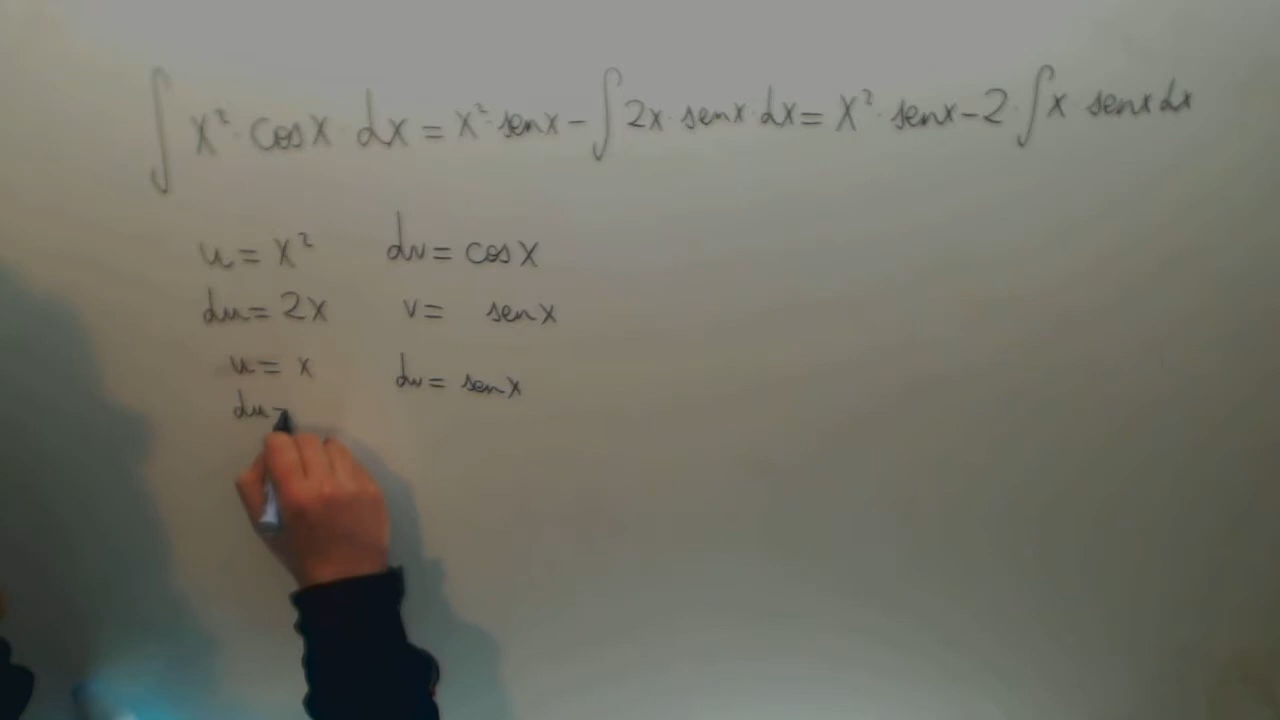 ∫ x² · cos x · dx = x² · sen x - ∫ 2x · sen x · dx = x² · sen x - 2 · ∫ x · sen x dx
u = x² dv = cos x
du = 2x v = sen x
u = x dv = sen x
du =